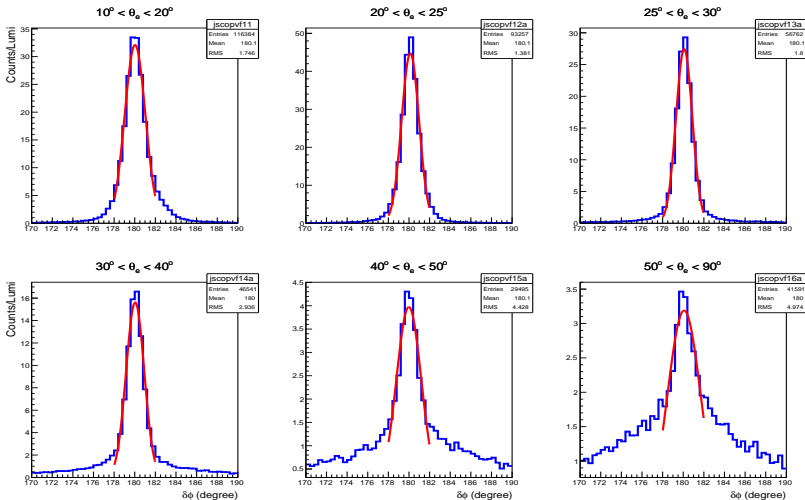 10° < θe < 20°
jscopvf11
Entries 116384
Mean 180.1
RMS 1.746
Counts/Lumi
35
30
25
20
15
10
5
0
170 172 174 176 178 180 182 184 186 188 190
20° < θe < 25°
jscopvf12a
Entries 93257
Mean 180.1
RMS 1.381
50
40
30
20
10
0
170 172 174 176 178 180 182 184 186 188 190
25° < θe < 30°
jscopvf13a
Entries 56762
Mean 180.1
RMS 1.8
30
25
20
15
10
5
0
170 172 174 176 178 180 182 184 186 188 190
30° < θe < 40°
jscopvf14a
Entries 46541
Mean 180
RMS 2.936
Counts/Lumi
16
14
12
10
8
6
4
2
0
170 172 174 176 178 180 182 184 186 188 190
δϕ (degree)
40° < θe < 50°
jscopvf15a
Entries 29495
Mean 180.1
RMS 4.428
4.5
4
3.5
3
2.5
2
1.5
1
0.5
170 172 174 176 178 180 182 184 186 188 190
δϕ (degree)
50° < θe < 90°
jscopvf16a
Entries 41591
Mean 180
RMS 4.974
3.5
3
2.5
2
1.5
1
170 172 174 176 178 180 182 184 186 188 190
δϕ (degree)